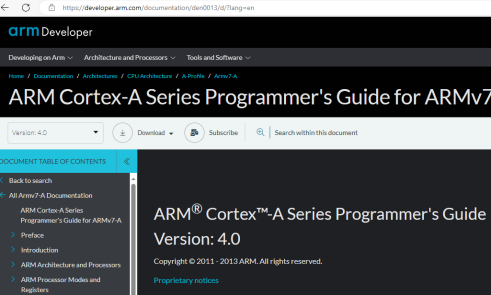 https://developer.arm.com/documentation/den0013/d/?lang=en
arm Developer
Developing on Arm Architecture and Processors Tools and Software
Home / Documentation / Architectures / CPU Architecture / A-Profile / Armv7-A
ARM Cortex-A Series Programmer's Guide for ARMv7
Version: 4.0 Download Subscribe Search within this document
DOCUMENT TABLE OF CONTENTS
Back to search
All Armv7-A Documentation
ARM Cortex-A Series
Programmer's Guide for ARMv7-A
Preface
Introduction
ARM Architecture and Processors
ARM Processor Modes and
Registers
ARM® Cortex™-A Series Programmer's Guide
Version: 4.0
Copyright © 2011 - 2013 ARM. All rights reserved.
Proprietary notices